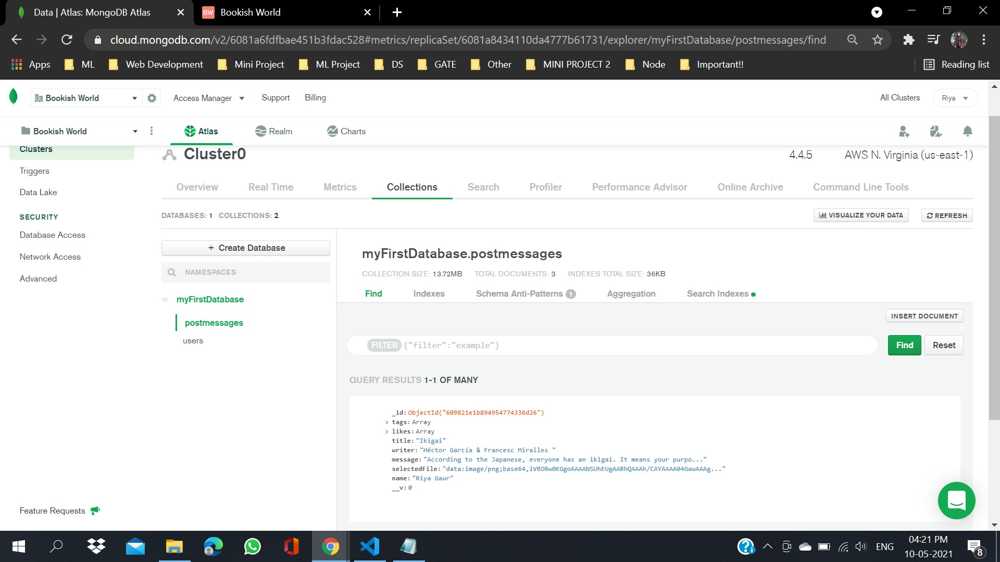 Data | Atlas: MongoDB Atlas
BW Bookish World
cloud.mongodb.com/v2/6081a6fdfbae451b3fdac528#metrics/replicaSet/6081a8434110da4777b61731/explorer/myFirstDatabase/postmessages/find
Apps ML Web Development Mini Project ML Project DS GATE Other MINI PROJECT 2 Node Important!! Reading list
Bookish World Access Manager Support Billing All Clusters Riya
Bookish World Atlas Realm Charts
Clusters
Cluster0 4.4.5 AWS N. Virginia (us-east-1)
Triggers
Data Lake
SECURITY
Database Access
Network Access
Advanced
Feature Requests
Overview Real Time Metrics Collections Search Profiler Performance Advisor Online Archive Command Line Tools
DATABASES: 1 COLLECTIONS: 2 VISUALIZE YOUR DATA REFRESH
+ Create Database
NAMESPACES
myFirstDatabase
postmessages
users
myFirstDatabase.postmessages
COLLECTION SIZE: 13.72MB TOTAL DOCUMENTS: 3 INDEXES TOTAL SIZE: 36KB
Find Indexes Schema Anti-Patterns 1 Aggregation Search Indexes
INSERT DOCUMENT
FILTER {"filter":"example"} Find Reset
QUERY RESULTS 1-1 OF MANY
_id: ObjectId("609821e1b894954774336d26")
> tags: Array
> likes: Array
title: "Ikigai"
writer: "Héctor García & Francesc Miralles "
message: "According to the Japanese, everyone has an ikigai. It means your purpo..."
selectedFile: "data:image/png;base64,iVBORw0KGgoAAAANSUhEUgAABhQAAAh/CAYAAAA04GawAAAg..."
name: "Riya Gaur"
__v: 0
ENG 04:21 PM
10-05-2021
8